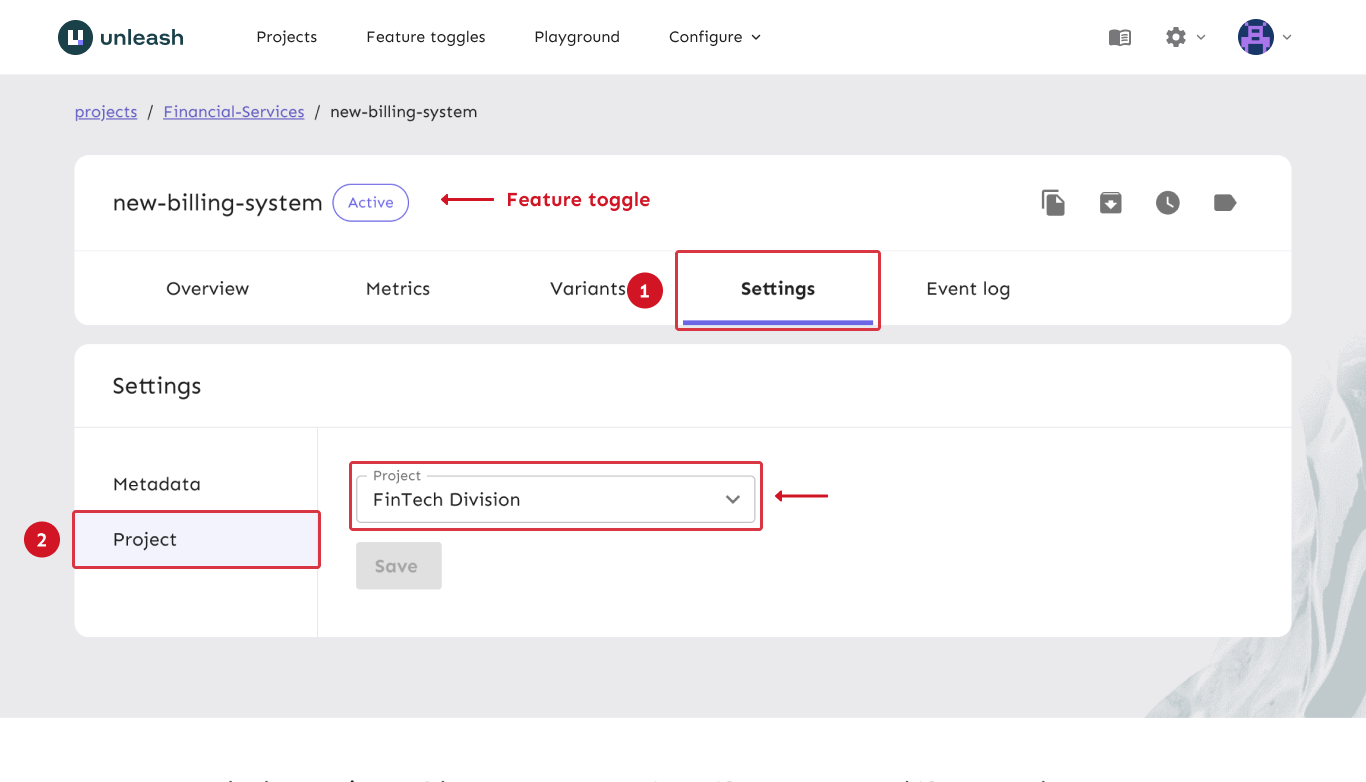 unleash Projects Feature toggles Playground Configure
projects / Financial-Services / new-billing-system
new-billing-system Active Feature toggle
Overview Metrics Variants 1 Settings Event log
Settings
Metadata
Project
FinTech Division
2 Project
Save